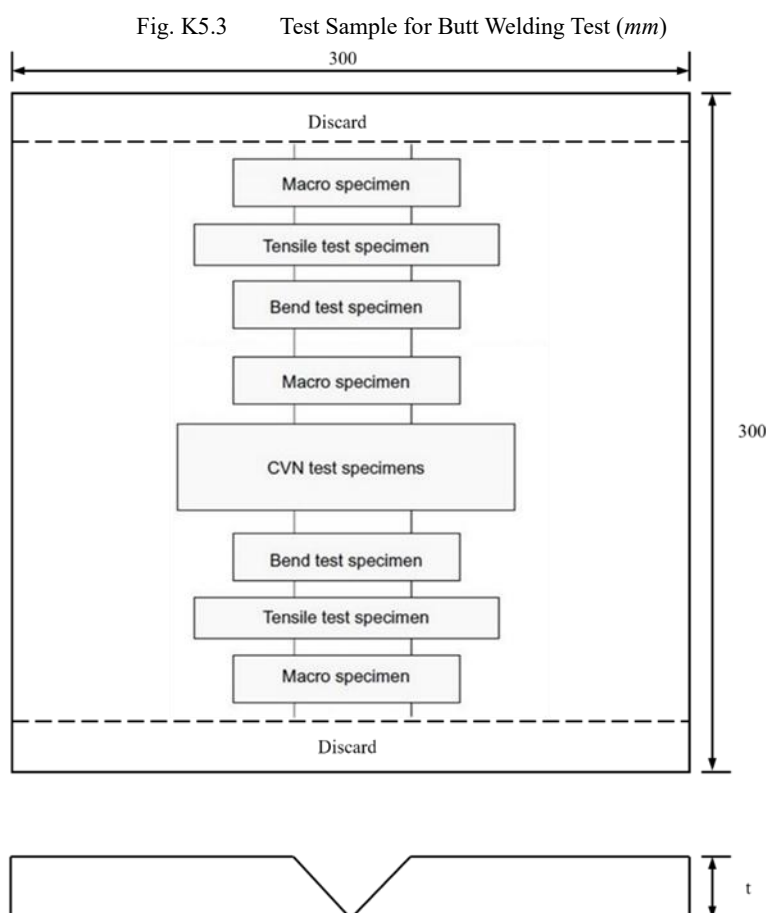 Fig. K5.3 Test Sample for Butt Welding Test (mm)
300
Discard
Macro specimen
Tensile test specimen
Bend test specimen
Macro specimen
300
CVN test specimens
Bend test specimen
Tensile test specimen
Macro specimen
Discard
t